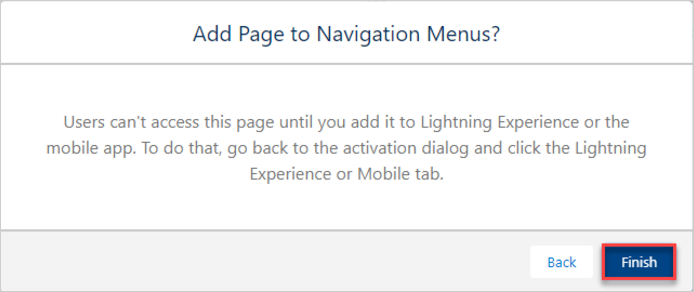 Add Page to Navigation Menus?
Users can't access this page until you add it to Lightning Experience or the
mobile app. To do that, go back to the activation dialog and click the Lightning
Experience or Mobile tab.
Back
Finish